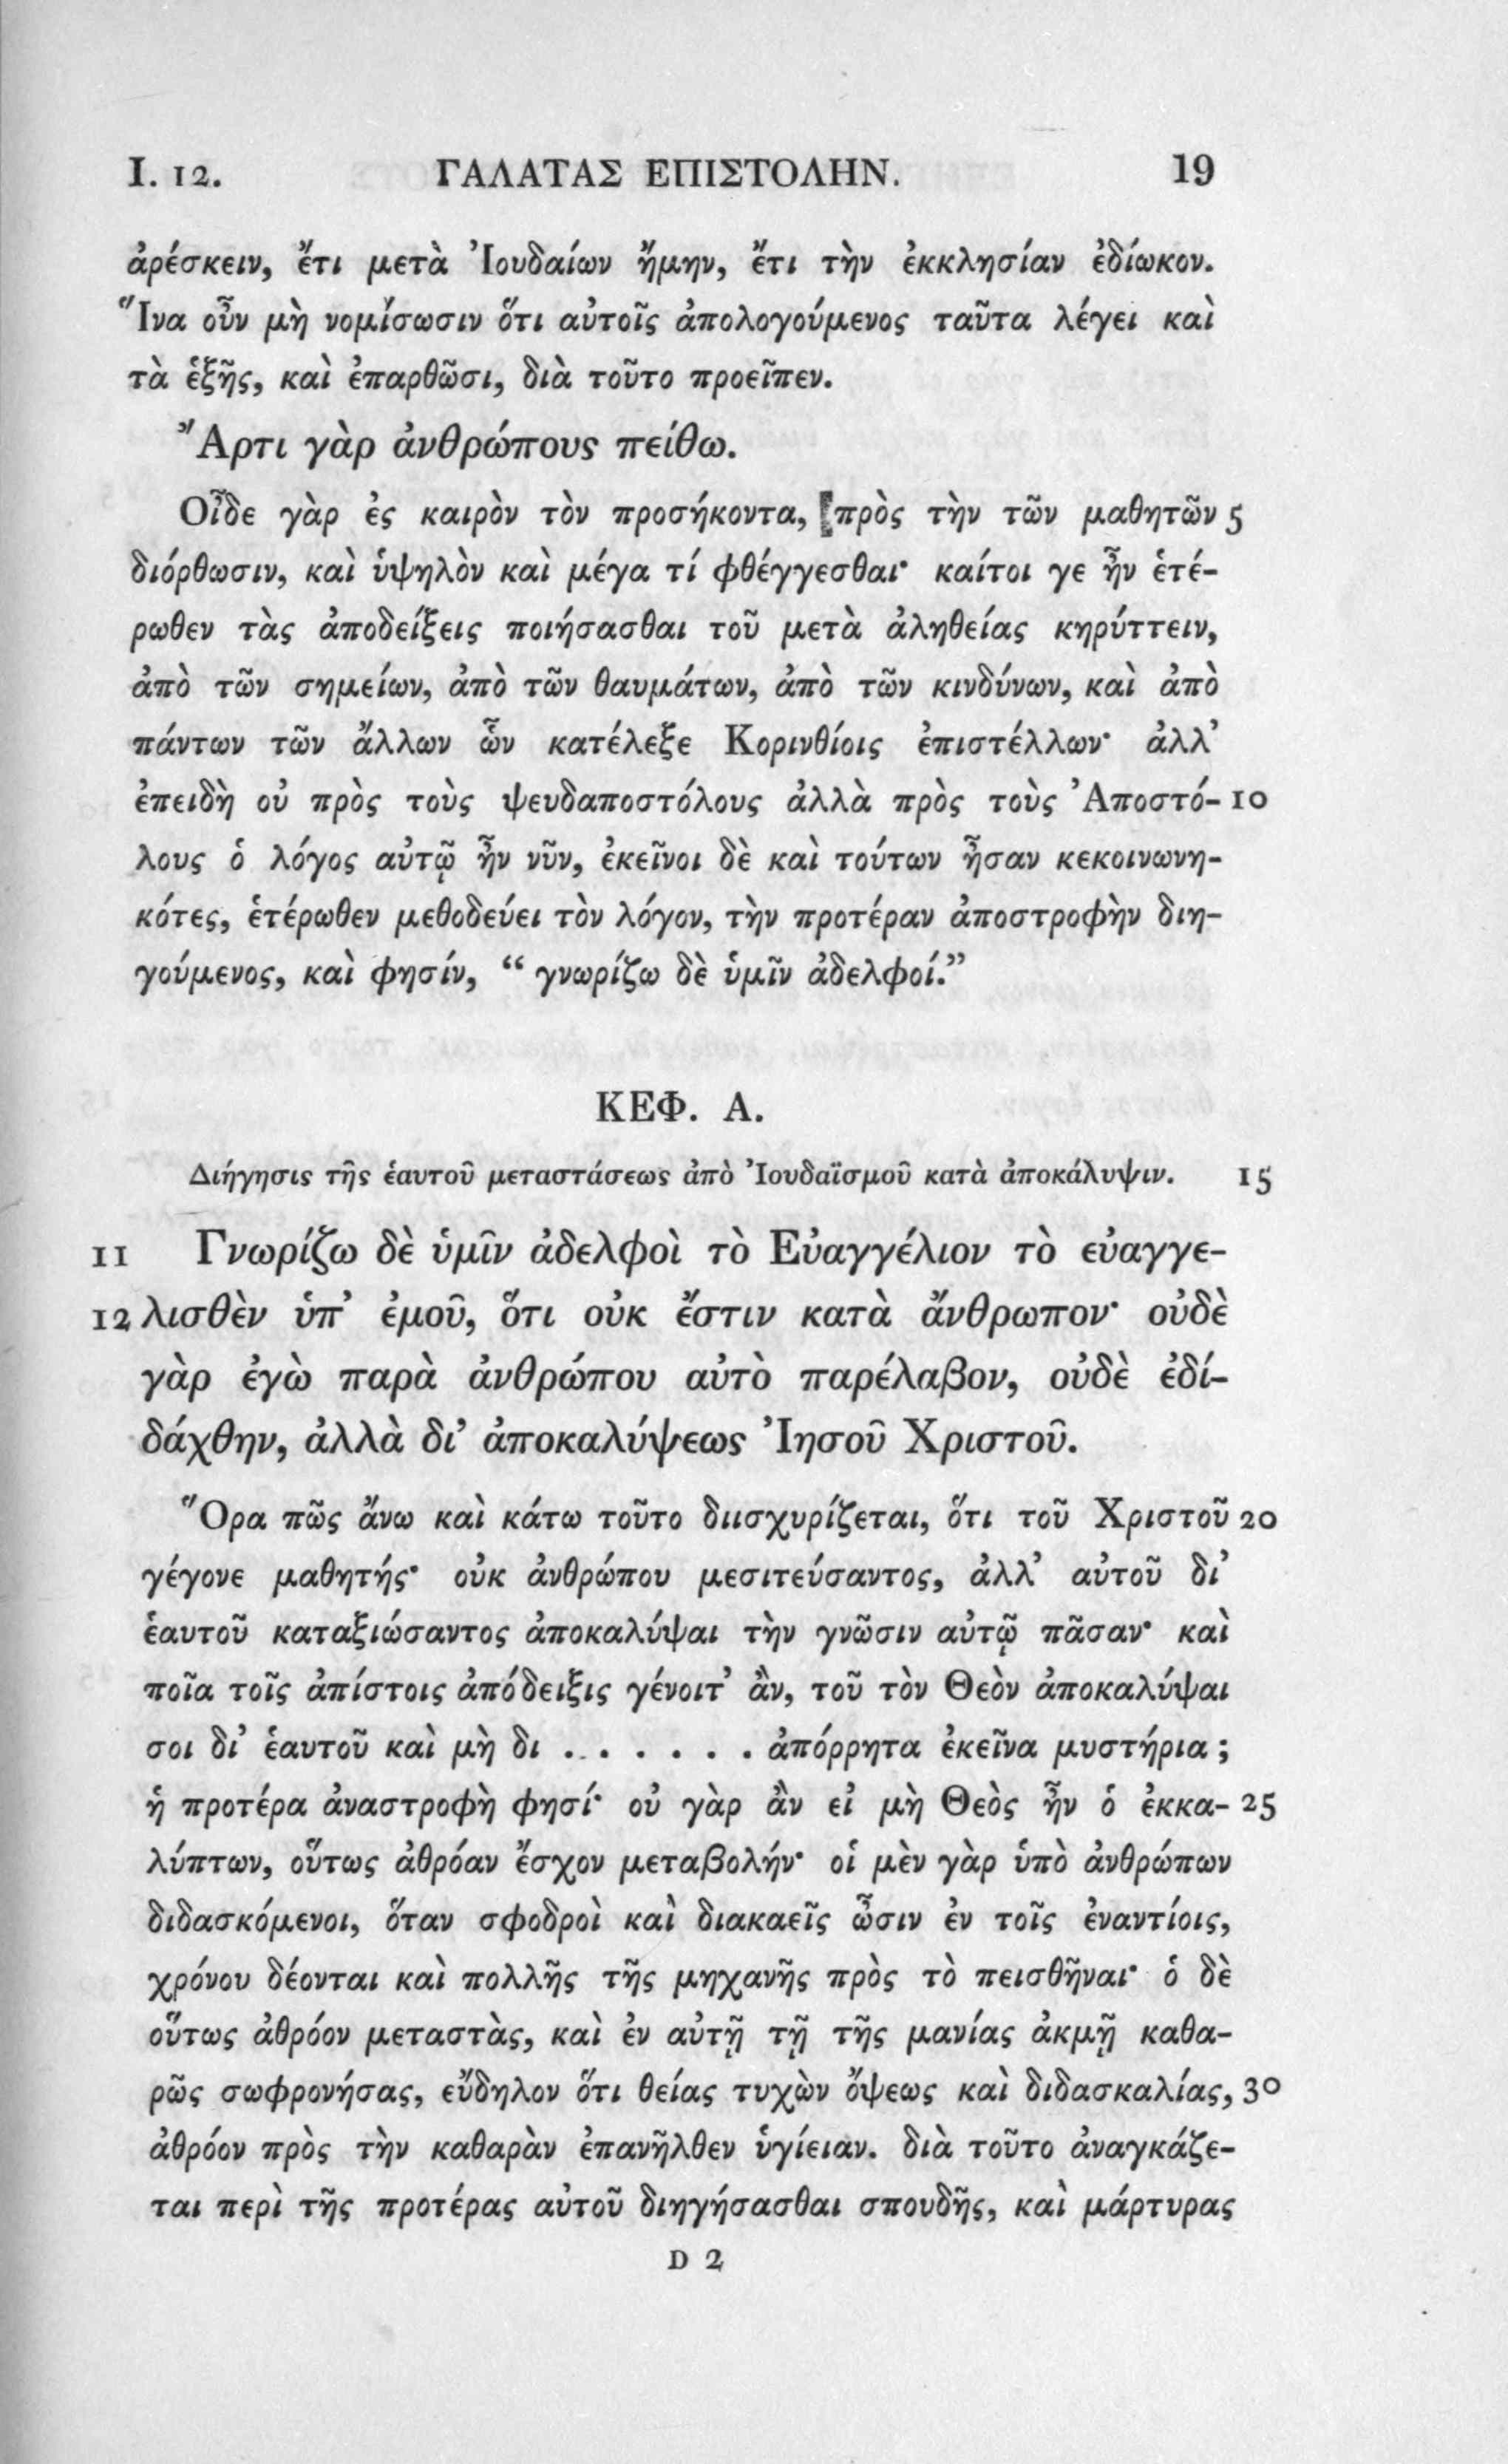 I. 12. ΓΑΛΑΤΑΣ ΕΠΙΣΤΟΛΗΝ. 19
ἀρέσκειν, ἔτι μετὰ Ἰουδαίων ἤμην, ἔτι τὴν ἐκκλησίαν ἐδίωκον.
Ἵνα οὖν μὴ νομίσωσιν ὅτι αὐτοῖς ἀπολογούμενος ταῦτα λέγει καὶ
τὰ ἑξῆς, καὶ ἐπαρθῶσι, διὰ τοῦτο προεῖπεν.
Ἄρτι γὰρ ἀνθρώπους πείθω.
Οἶδε γὰρ ἐς καιρὸν τὸν προσήκοντα, [πρὸς τὴν τῶν μαθητῶν 5
διόρθωσιν, καὶ ὑψηλὸν καὶ μέγα τί φθέγγεσθαι· καίτοι γε ἦν ἑτέ-
ρωθεν τὰς ἀποδείξεις ποιήσασθαι τοῦ μετὰ ἀληθείας κηρύττειν,
ἀπὸ τῶν σημείων, ἀπὸ τῶν θαυμάτων, ἀπὸ τῶν κινδύνων, καὶ ἀπὸ
πάντων τῶν ἄλλων ὧν κατέλεξε Κορινθίοις ἐπιστέλλων· ἀλλ’
ἐπειδὴ οὐ πρὸς τοὺς ψευδαποστόλους ἀλλὰ πρὸς τοὺς Ἀποστό- 10
λους ὁ λόγος αὐτῷ ἦν νῦν, ἐκεῖνοι δὲ καὶ τούτων ἦσαν κεκοινωνη-
κότες, ἑτέρωθεν μεθοδεύει τὸν λόγον, τὴν προτέραν ἀποστροφὴν διη-
γούμενος, καὶ φησίν, “ γνωρίζω δὲ ὑμῖν ἀδελφοί.”
ΚΕΦ. Α.
Διήγησις τῆς ἑαυτοῦ μεταστάσεως ἀπὸ Ἰουδαϊσμοῦ κατὰ ἀποκάλυψιν. 15
11 Γνωρίζω δὲ ὑμῖν ἀδελφοὶ τὸ Εὐαγγέλιον τὸ εὐαγγε-
12 λισθὲν ὑπ’ ἐμοῦ, ὅτι οὐκ ἔστιν κατὰ ἄνθρωπον· οὐδὲ
γὰρ ἐγὼ παρὰ ἀνθρώπου αὐτὸ παρέλαβον, οὐδὲ ἐδί-
δάχθην, ἀλλὰ δι’ ἀποκαλύψεως Ἰησοῦ Χριστοῦ.
Ὅρα πῶς ἄνω καὶ κάτω τοῦτο διισχυρίζεται, ὅτι τοῦ Χριστοῦ 20
γέγονε μαθητής· οὐκ ἀνθρώπου μεσιτεύσαντος, ἀλλ’ αὐτοῦ δι’
ἑαυτοῦ καταξιώσαντος ἀποκαλύψαι τὴν γνῶσιν αὐτῷ πᾶσαν· καὶ
ποῖα τοῖς ἀπίστοις ἀπόδειξις γένοιτ’ ἂν, τοῦ τὸν Θεὸν ἀποκαλύψαι
σοι δι’ ἑαυτοῦ καὶ μὴ δι . . . . . . . ἀπόρρητα ἐκεῖνα μυστήρια ;
ἡ προτέρα ἀναστροφὴ φησί· οὐ γὰρ ἂν εἰ μὴ Θεὸς ἦν ὁ ἐκκα- 25
λύπτων, οὕτως ἀθρόαν ἔσχον μεταβολήν· οἱ μὲν γὰρ ὑπὸ ἀνθρώπων
διδασκόμενοι, ὅταν σφοδροὶ καὶ διακαεῖς ὦσιν ἐν τοῖς ἐναντίοις,
χρόνου δέονται καὶ πολλῆς τῆς μηχανῆς πρὸς τὸ πεισθῆναι· ὁ δὲ
οὕτως ἀθρόον μεταστὰς, καὶ ἐν αὐτῇ τῇ τῆς μανίας ἀκμῇ καθα-
ρῶς σωφρονήσας, εὔδηλον ὅτι θείας τυχὼν ὄψεως καὶ διδασκαλίας, 30
ἀθρόον πρὸς τὴν καθαρὰν ἐπανῆλθεν ὑγίειαν. διὰ τοῦτο ἀναγκάζε-
ται περὶ τῆς προτέρας αὐτοῦ διηγήσασθαι σπουδῆς, καὶ μάρτυρας
D 2